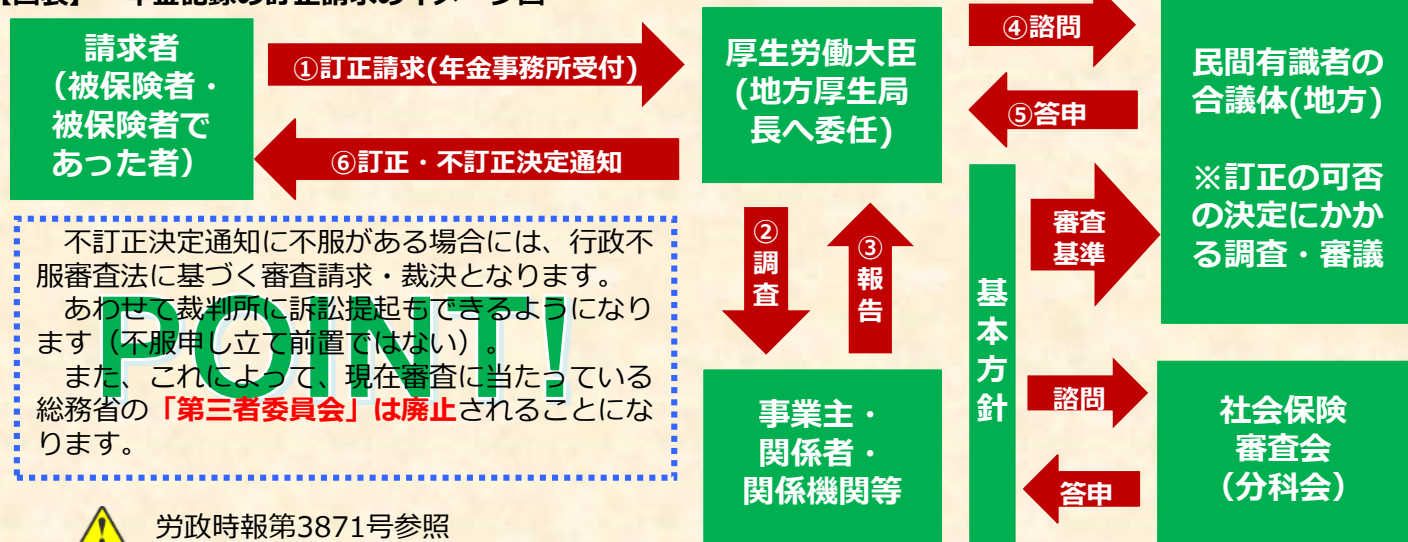 請求者
（被保険者・
被保険者で
あった者）
①訂正請求(年金事務所受付)
⑥訂正・不訂正決定通知
厚生労働大臣
(地方厚生局
長へ委任)
④諮問
⑤答申
民間有識者の
合議体(地方)
※訂正の可否
の決定にかか
る調査・審議
②調査
③報告
基本方針
審査
基準
諮問
答申
事業主・
関係者・
関係機関等
社会保険
審査会
（分科会）
POINT!
不訂正決定通知に不服がある場合には、行政不
服審査法に基づく審査請求・裁決となります。
あわせて裁判所に訴訟提起もできるようになり
ます（不服申し立て前置ではない）。
また、これによって、現在審査に当たっている
総務省の「第三者委員会」は廃止されることにな
ります。
労政時報第3871号参照